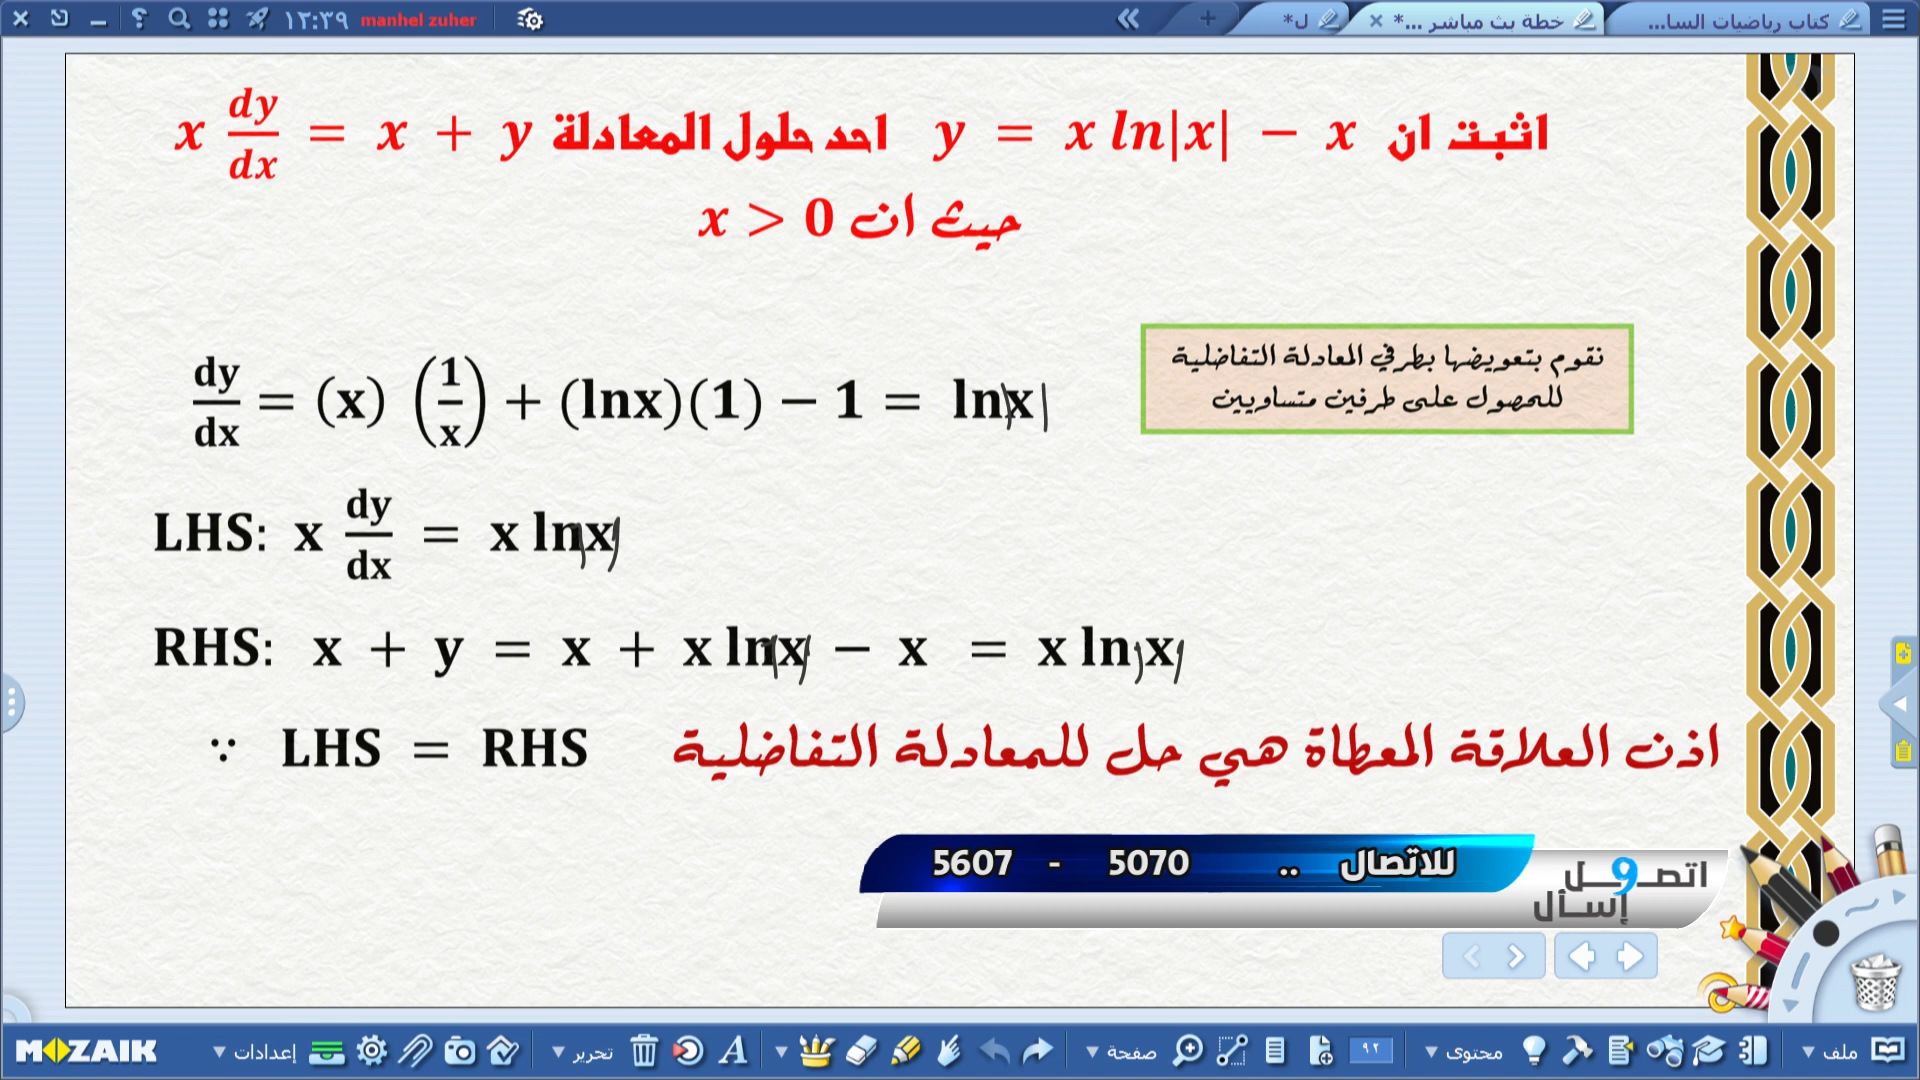 كتاب رياضيات السا...
خطة بث مباشر ...*
ل*
manhel zuher
١٢:٣٩
اثبت ان y = x ln|x| − x احد حلول المعادلة x dy/dx = x + y
حيث ان x > 0
نقوم بتعويضها بطرفي المعادلة التفاضلية
للحصول على طرفين متساويين
dy/dx = (x) (1/x) + (lnx)(1) − 1 = ln|x|
LHS: x dy/dx = x ln|x|
RHS: x + y = x + x ln|x| − x = x ln|x|
∵ LHS = RHS اذن العلاقة المعطاة هي حل للمعادلة التفاضلية
للاتصال .. 5070 - 5607
اتصل و
إسأل
MOZAIK
إعدادات
تحرير
صفحة
٩٢
محتوى
ملف